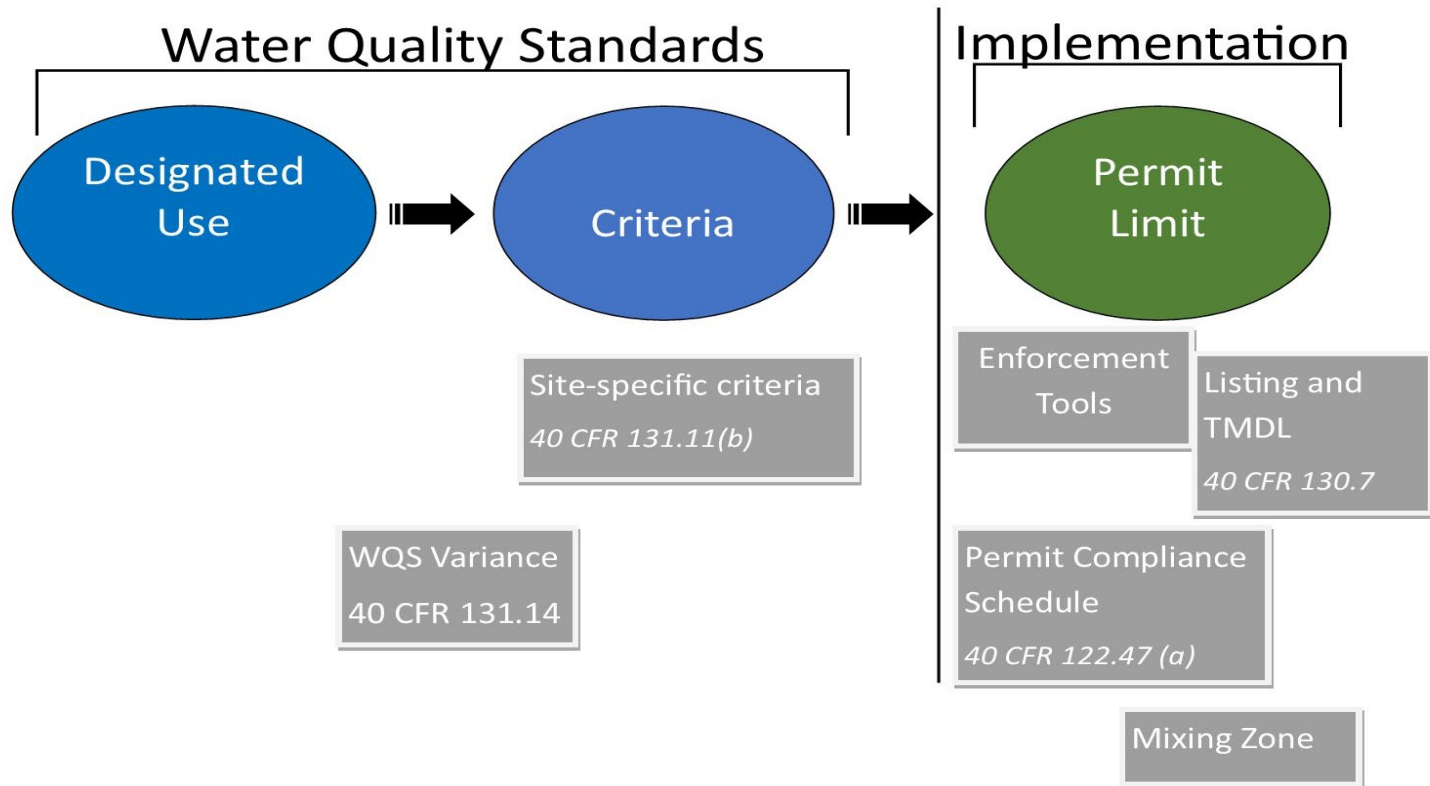 Water Quality Standards
Implementation
Designated
Use
Criteria
Permit
Limit
Site-specific criteria
40 CFR 131.11(b)
WQS Variance
40 CFR 131.14
Enforcement
Tools
Listing and
TMDL
40 CFR 130.7
Permit Compliance
Schedule
40 CFR 122.47 (a)
Mixing Zone